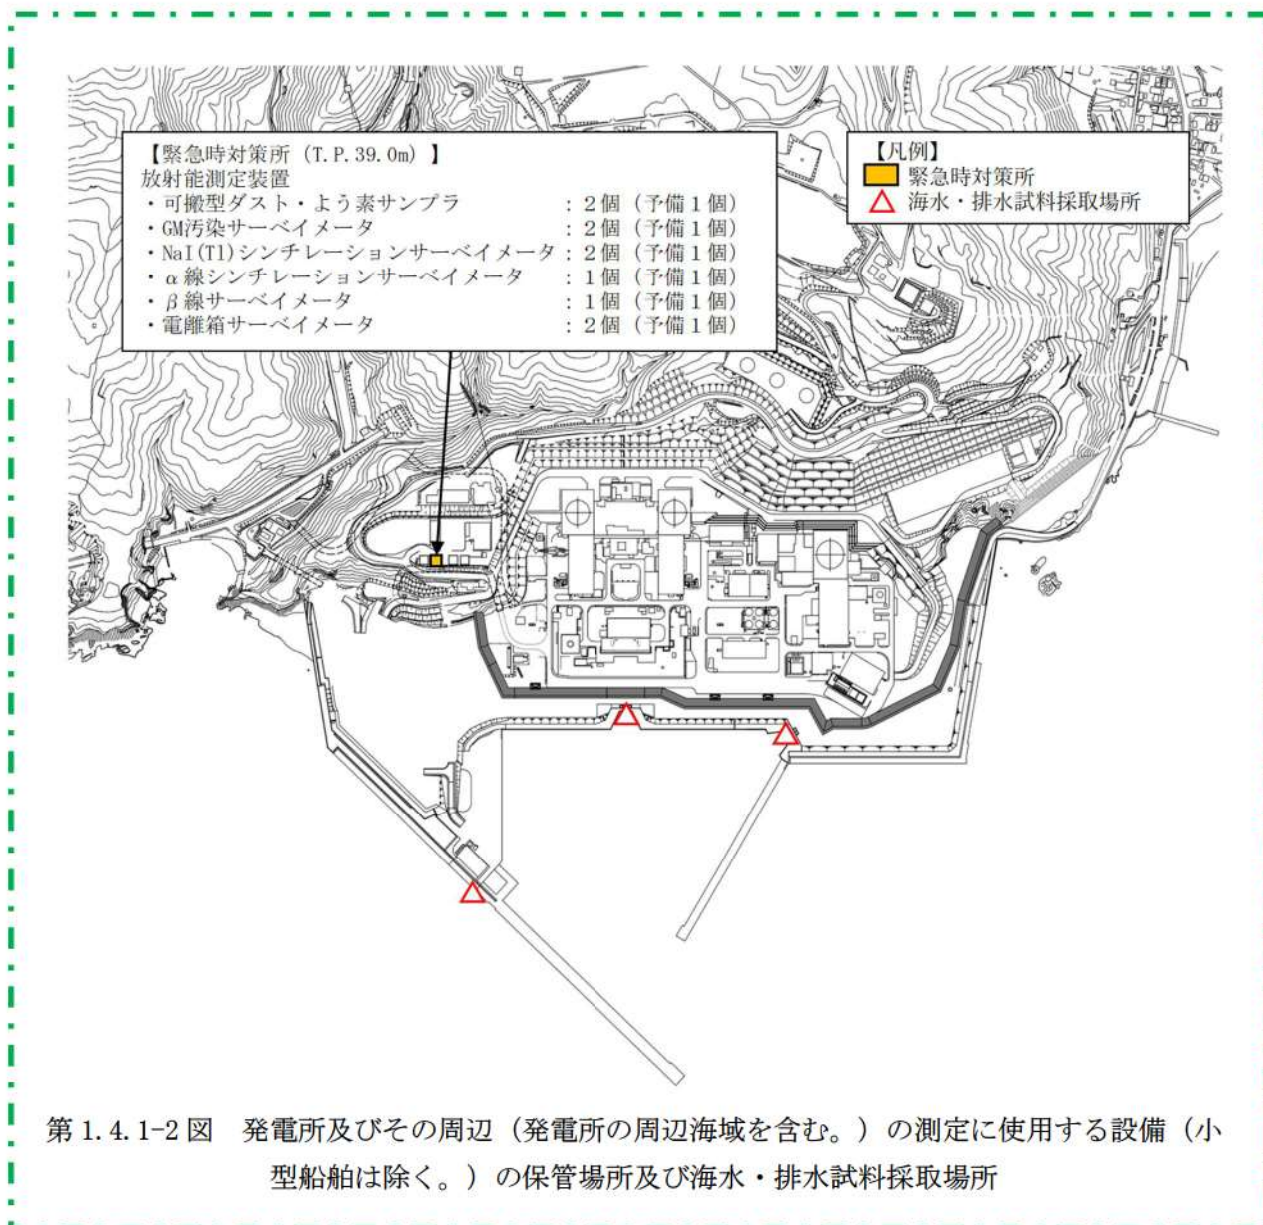 【緊急時対策所（T.P.39.0m）】
放射能測定装置
・可搬型ダスト・よう素サンプラ ：2個（予備1個）
・GM汚染サーベイメータ ：2個（予備1個）
・NaI(Tl)シンチレーションサーベイメータ：2個（予備1個）
・α線シンチレーションサーベイメータ ：1個（予備1個）
・β線サーベイメータ ：1個（予備1個）
・電離箱サーベイメータ ：2個（予備1個）
【凡例】
緊急時対策所
海水・排水試料採取場所
第1.4.1-2図　発電所及びその周辺（発電所の周辺海域を含む。）の測定に使用する設備（小
型船舶は除く。）の保管場所及び海水・排水試料採取場所